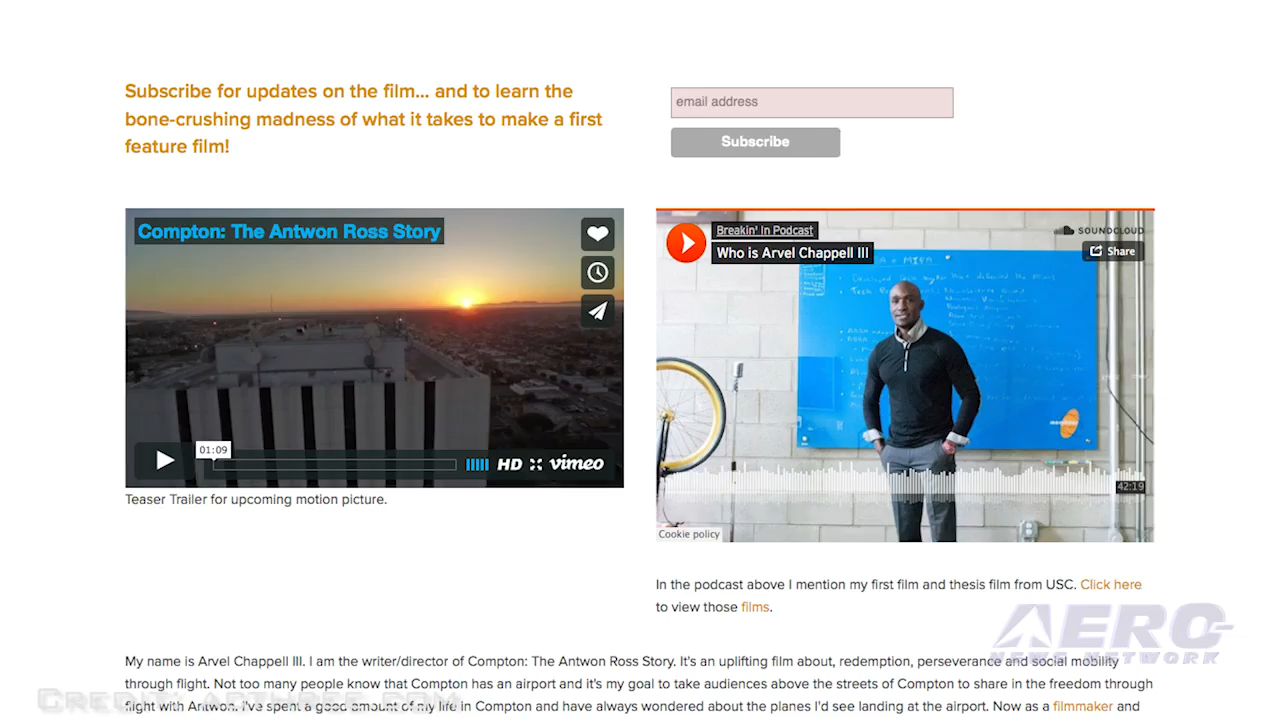 Subscribe for updates on the film... and to learn the
bone-crushing madness of what it takes to make a first
feature film!
email address
Subscribe
Compton: The Antwon Ross Story
01:09
HD
vimeo
Teaser Trailer for upcoming motion picture.
Breakin' In Podcast
Who is Arvel Chappell III
SOUNDCLOUD
Share
42:19
Cookie policy
In the podcast above I mention my first film and thesis film from USC. Click here
to view those films.
My name is Arvel Chappell III. I am the writer/director of Compton: The Antwon Ross Story. It's an uplifting film about, redemption, perseverance and social mobility
through flight. Not too many people know that Compton has an airport and it's my goal to take audiences above the streets of Compton to share in the freedom through
flight with Antwon. I've spent a good amount of my life in Compton and have always wondered about the planes I'd see landing at the airport. Now as a filmmaker and
AERO
NEWS NETWORK